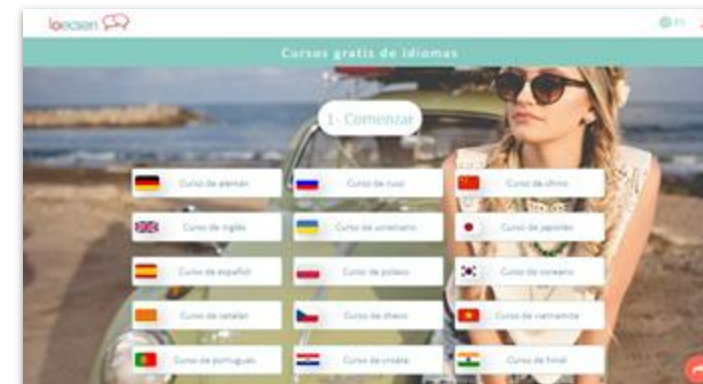 loecsen
ES
Cursos gratis de idiomas
1- Comenzar
Curso de alemán
Curso de ruso
Curso de chino
Curso de inglés
Curso de ucraniano
Curso de japonés
Curso de español
Curso de polaco
Curso de coreano
Curso de catalán
Curso de checo
Curso de vietnamita
Curso de portugués
Curso de croata
Curso de hindi